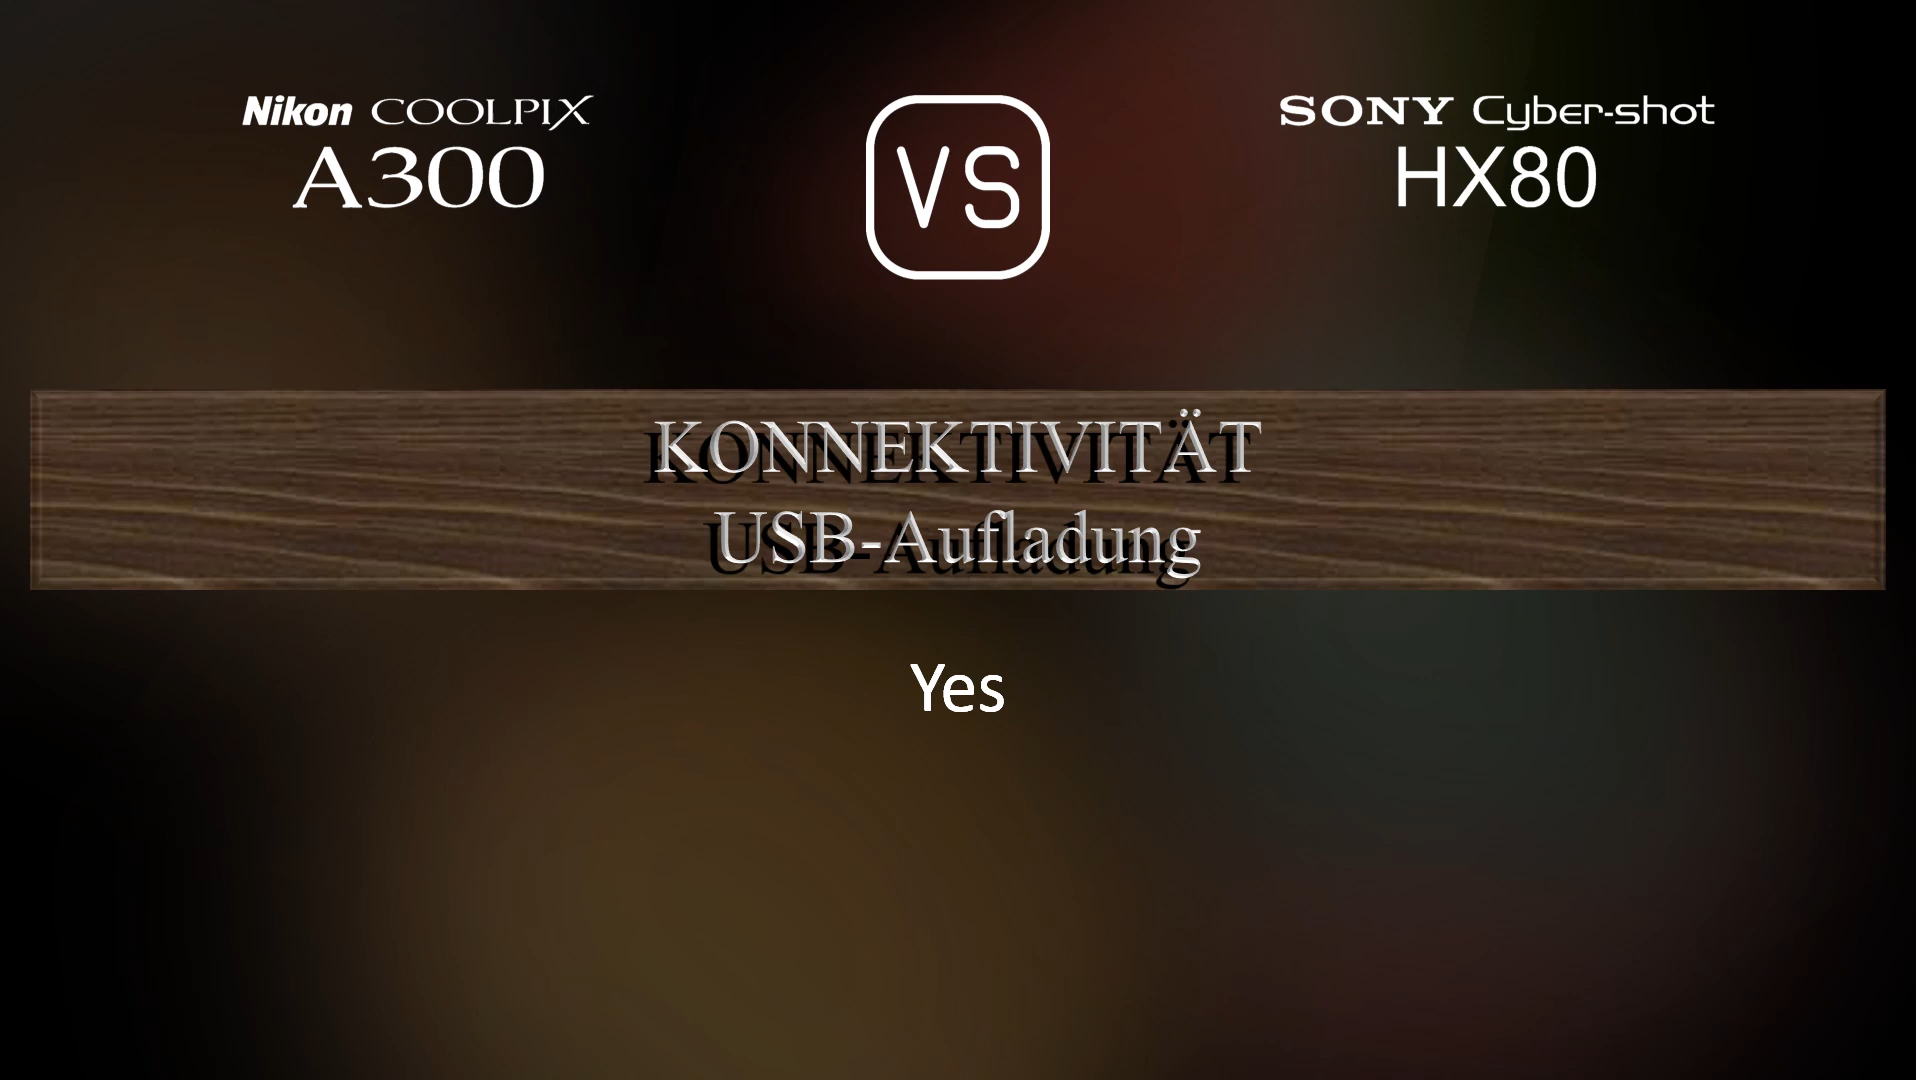 Nikon COOLPIX
A300
VS
SONY Cyber-shot
HX80
KONNEKTIVITÄT
USB-Aufladung
Yes